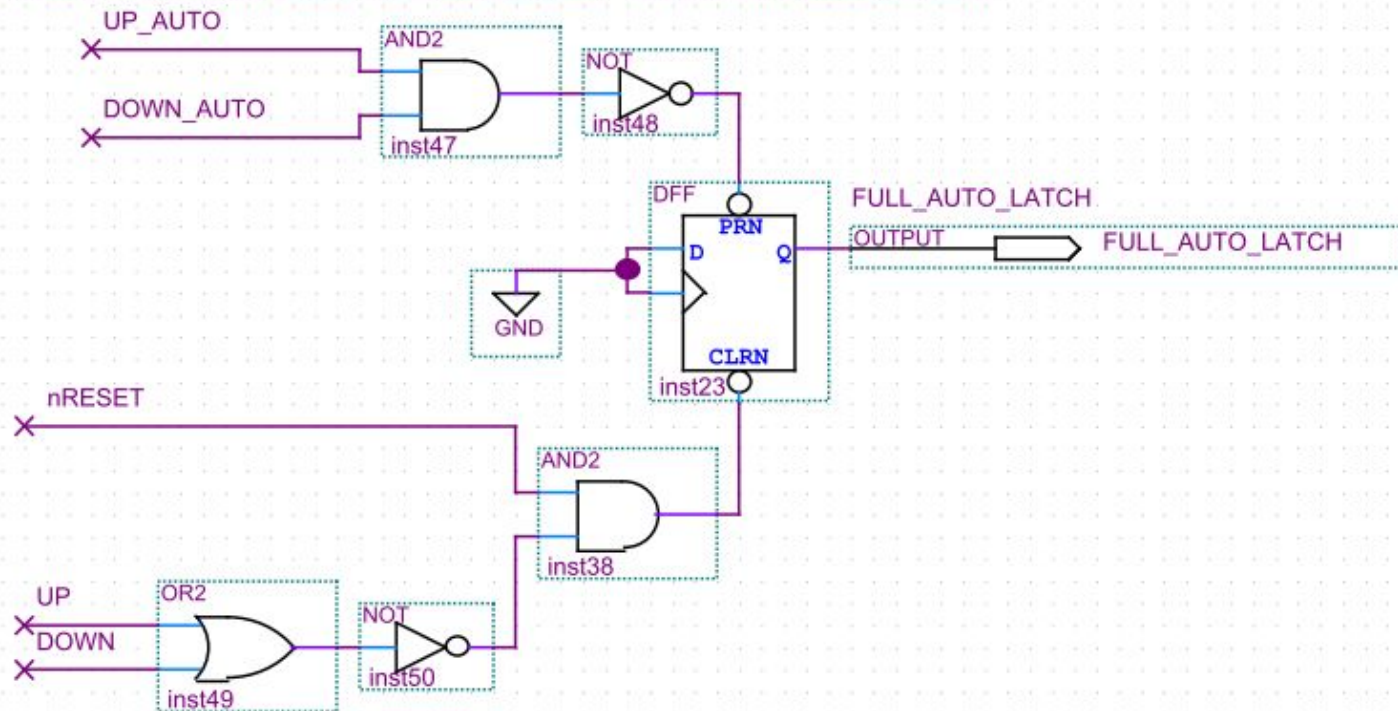 UP_AUTO
AND2
NOT
DOWN_AUTO
inst48
inst47
DFF
FULL_AUTO_LATCH
PRN
OUTPUT
FULL_AUTO_LATCH
D
Q
GND
CLRN
inst23
nRESET
AND2
inst38
UP
OR2
NOT
DOWN
inst50
inst49